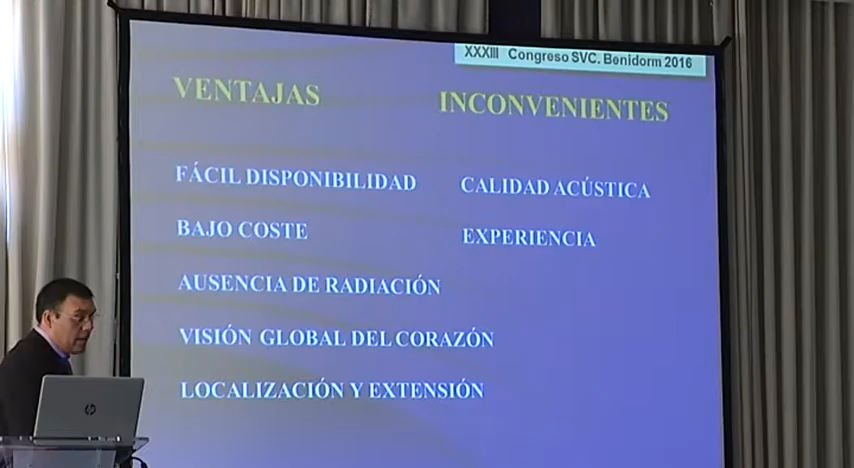 XXXIII Congreso SVC. Benidorm 2016
VENTAJAS
INCONVENIENTES
FÁCIL DISPONIBILIDAD
CALIDAD ACÚSTICA
BAJO COSTE
EXPERIENCIA
AUSENCIA DE RADIACIÓN
VISIÓN GLOBAL DEL CORAZÓN
LOCALIZACIÓN Y EXTENSIÓN
hp